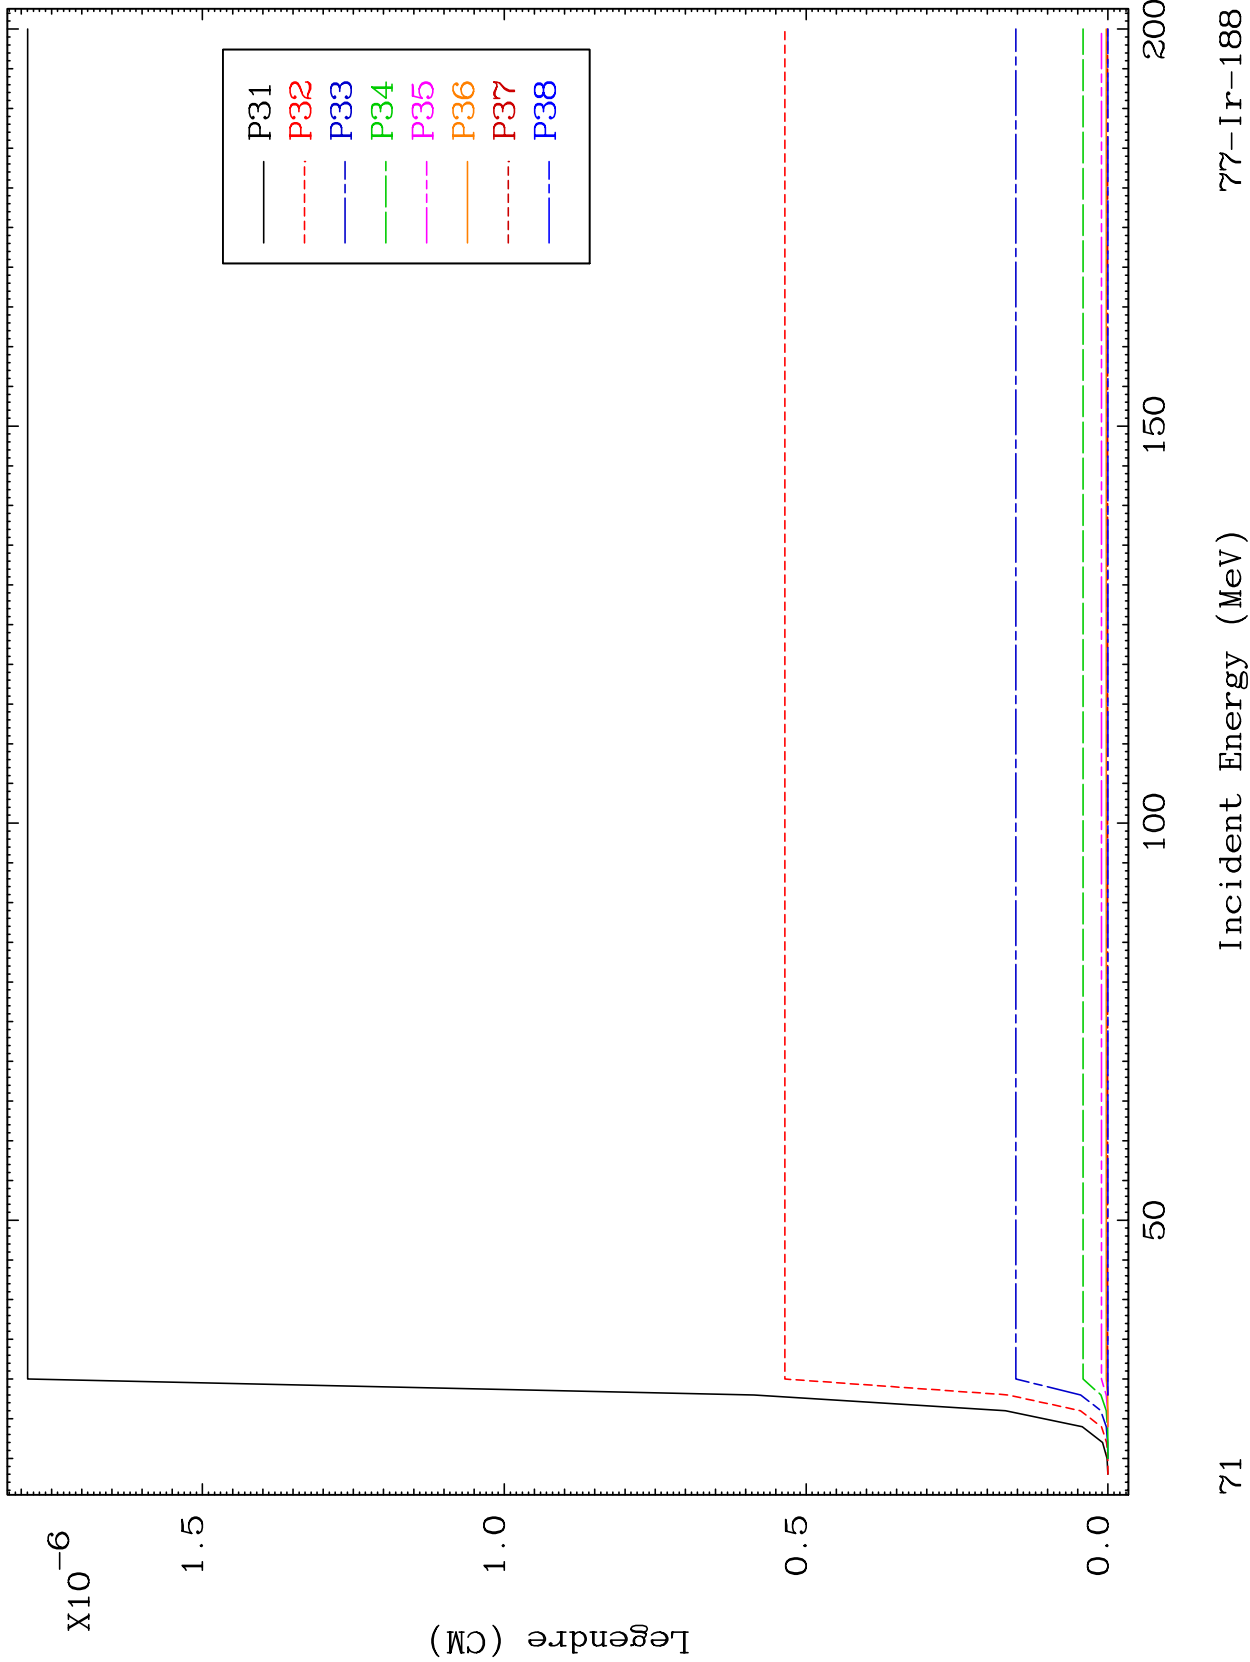 X10-6
1.5
1.0
0.5
0.0
Legendre (CM)
P31
P32
P33
P34
P35
P36
P37
P38
50
100
150
200
Incident Energy (MeV)
71
77-Ir-188